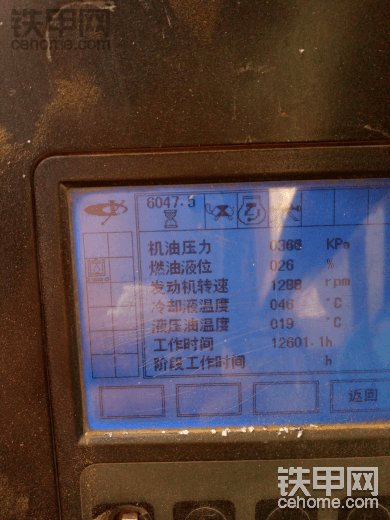 铁甲网
cehome.com
6047.5
机油压力 0368 KPa
燃油液位 026 %
发动机转速 1288 rpm
冷却液温度 046 °C
液压油温度 019 °C
工作时间 12601.1h
阶段工作时间 h
返回
铁甲网
cehome.com